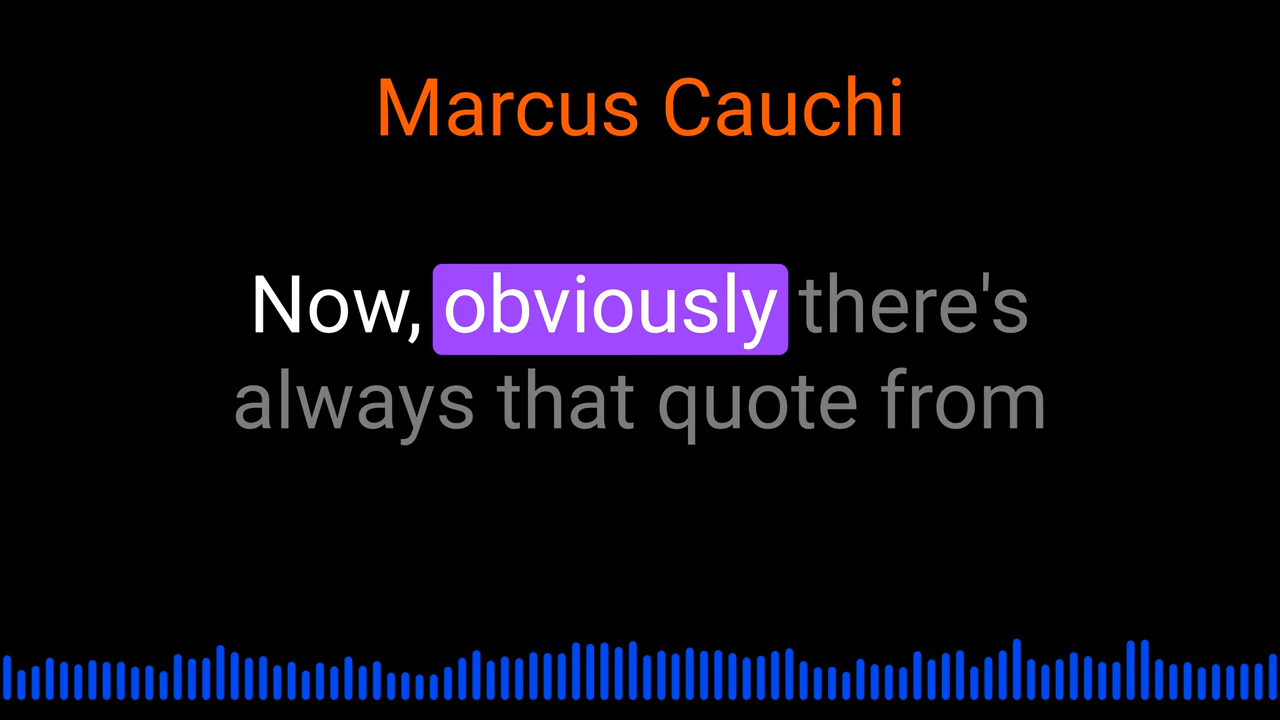 Marcus Cauchi
Now, obviously there's
always that quote from